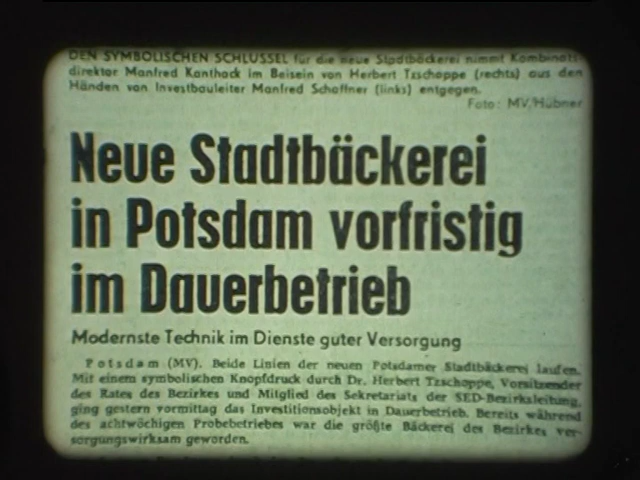 DEN SYMBOLISCHEN SCHLÜSSEL für die neue Stadtbäckerei nimmt Kombinats-
direktor Manfred Kanthack im Beisein von Herbert Tzschoppe (rechts) aus den
Händen von Investbauleiter Manfred Schaffner (links) entgegen.
Foto: MV/Hübner
Neue Stadtbäckerei
in Potsdam vorfristig
im Dauerbetrieb
Modernste Technik im Dienste guter Versorgung
Potsdam (MV). Beide Linien der neuen Potsdamer Stadtbäckerei laufen.
Mit einem symbolischen Knopfdruck durch Dr. Herbert Tzschoppe, Vorsitzender
des Rates des Bezirkes und Mitglied des Sekretariats der SED-Bezirksleitung,
ging gestern vormittag das Investitionsobjekt in Dauerbetrieb. Bereits während
des achtwöchigen Probebetriebes war die größte Bäckerei des Bezirkes ver-
sorgungswirksam geworden.